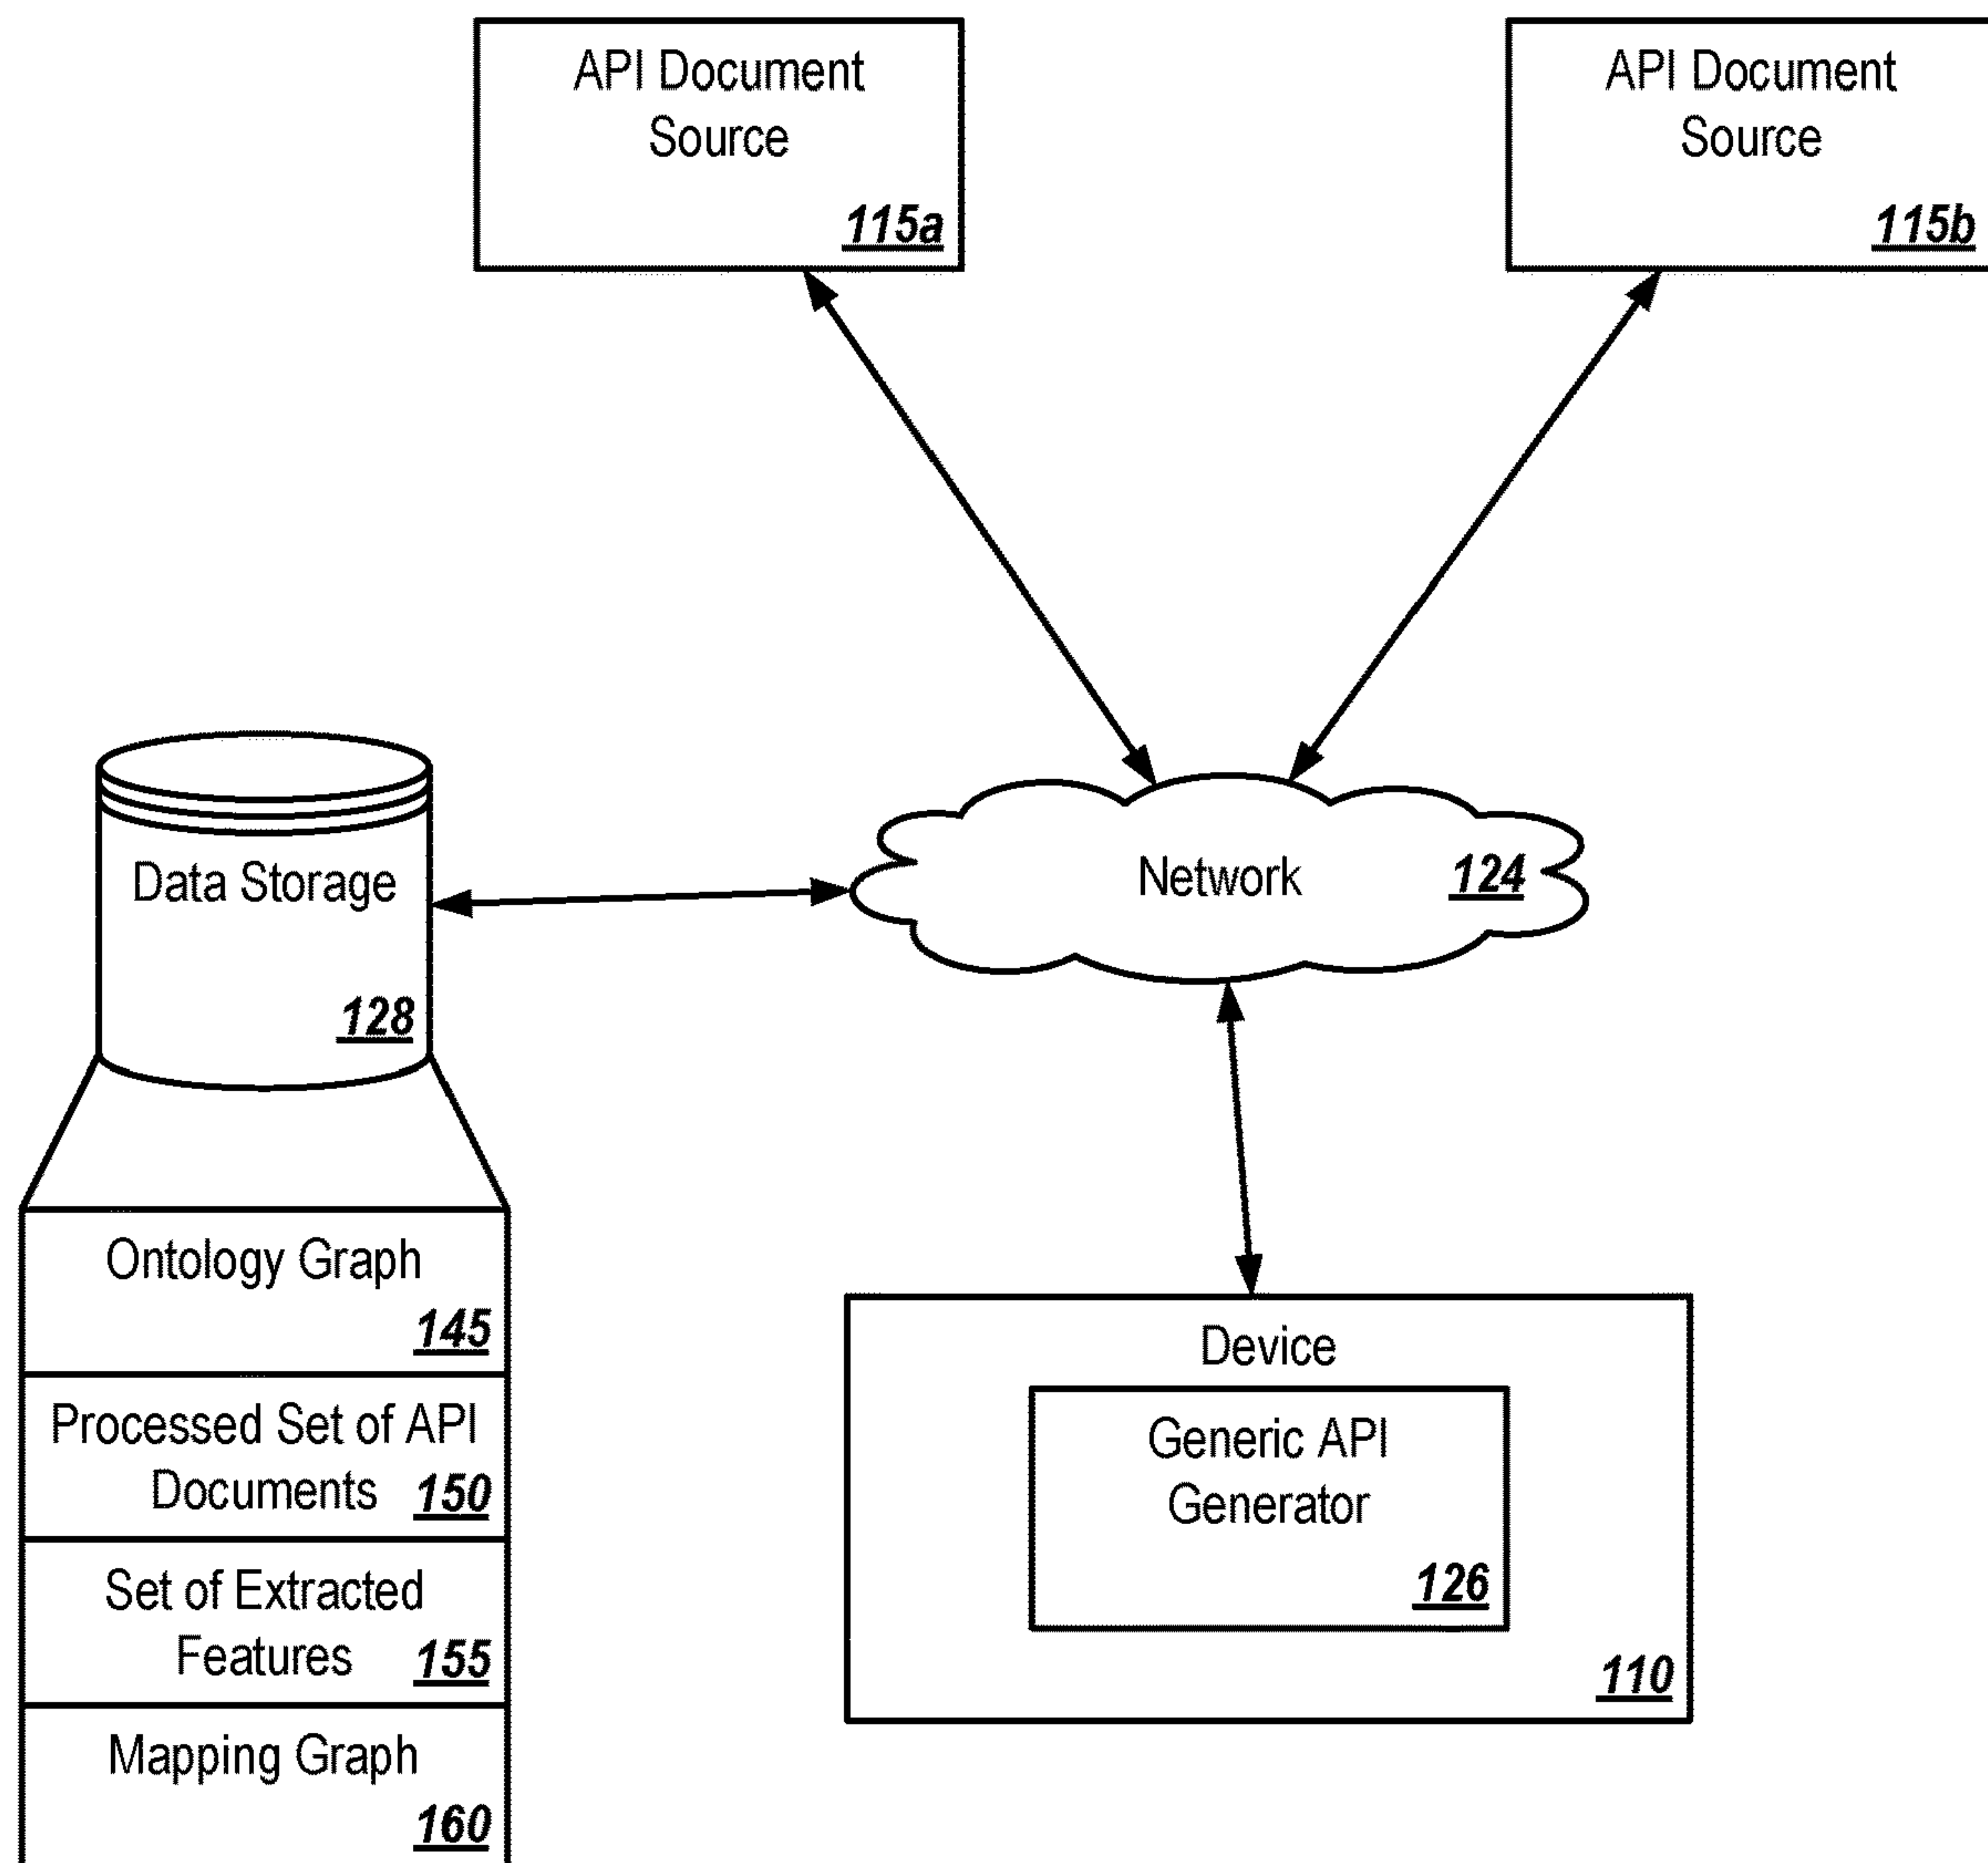 API Document
Source
115a
API Document
Source
115b
Data Storage
128
Network
124
Ontology Graph
145
Processed Set of API
Documents 150
Set of Extracted
Features 155
Mapping Graph
160
Device
Generic API
Generator
126
110